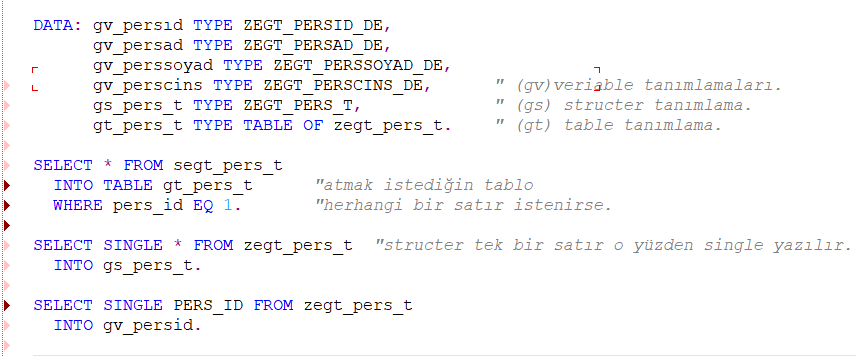 DATA: gv_persid TYPE ZEGT_PERSID_DE,
gv_persad TYPE ZEGT_PERSAD_DE,
gv_perssoyad TYPE ZEGT_PERSSOYAD_DE,
gv_perscins TYPE ZEGT_PERSCINS_DE, " (gv)veriable tanımlamaları.
gs_pers_t TYPE ZEGT_PERS_T, " (gs) structer tanımlama.
gt_pers_t TYPE TABLE OF zegt_pers_t. " (gt) table tanımlama.
SELECT * FROM segt_pers_t
INTO TABLE gt_pers_t "atmak istediğin tablo
WHERE pers_id EQ 1. "herhangi bir satır istenirse.
SELECT SINGLE * FROM zegt_pers_t "structer tek bir satır o yüzden single yazılır.
INTO gs_pers_t.
SELECT SINGLE PERS_ID FROM zegt_pers_t
INTO gv_persid.